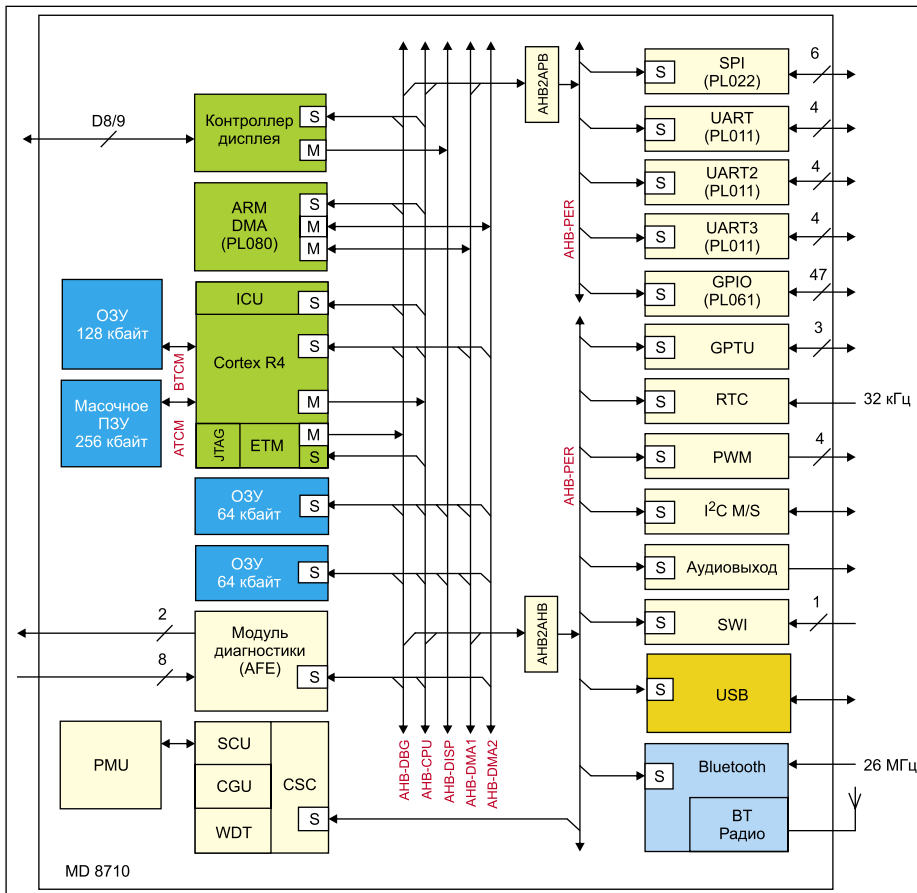 D8/9
Контроллер
дисплея
S
M
ARM
DMA
(PL080)
S
M
M
ОЗУ
128 кбайт
BTCM
Масочное
ПЗУ
256 кбайт
ATCM
ICU
S
Cortex R4
S
M
JTAG
ETM
M
S
ОЗУ
64 кбайт
S
ОЗУ
64 кбайт
S
2
8
Модуль
диагностики
(AFE)
S
PMU
SCU
CGU
WDT
CSC
S
MD 8710
AHB-DBG
AHB-CPU
AHB-DISP
AHB-DMA1
AHB-DMA2
AHB2APB
AHB2AHB
AHB-PER
AHB-PER
S
SPI
(PL022)
6
S
UART
(PL011)
4
S
UART2
(PL011)
4
S
UART3
(PL011)
4
S
GPIO
(PL061)
47
S
GPTU
3
S
RTC
32 кГц
S
PWM
4
S
I²C M/S
S
Аудиовыход
S
SWI
1
S
USB
S
Bluetooth
26 МГц
BT
Радио